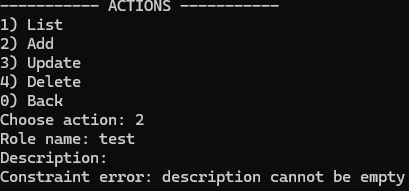 ----------- ACTIONS -----------
1) List
2) Add
3) Update
4) Delete
0) Back
Choose action: 2
Role name: test
Description:
Constraint error: description cannot be empty